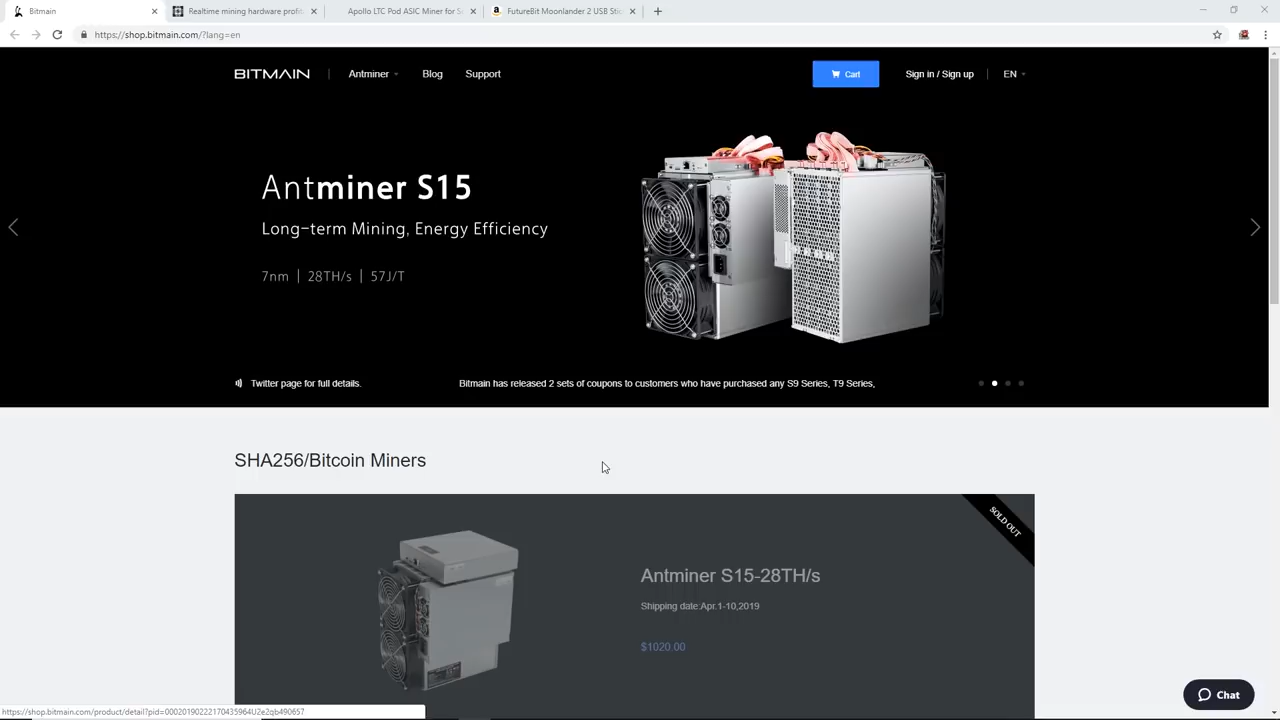 Bitmain
Realtime mining hardware profit
Apollo LTC Pod ASIC Miner for S
FutureBit Moonlander 2 USB Stic
https://shop.bitmain.com/?lang=en
BITMAIN
Antminer
Blog
Support
Cart
Sign in / Sign up
EN
Antminer S15
Long-term Mining, Energy Efficiency
7nm | 28TH/s | 57J/T
Twitter page for full details.
Bitmain has released 2 sets of coupons to customers who have purchased any S9 Series, T9 Series,
SHA256/Bitcoin Miners
SOLD OUT
Antminer S15-28TH/s
Shipping date:Apr.1-10,2019
$1020.00
Chat
https://shop.bitmain.com/product/detail?pid=00020190222170435964U2e2qb490657